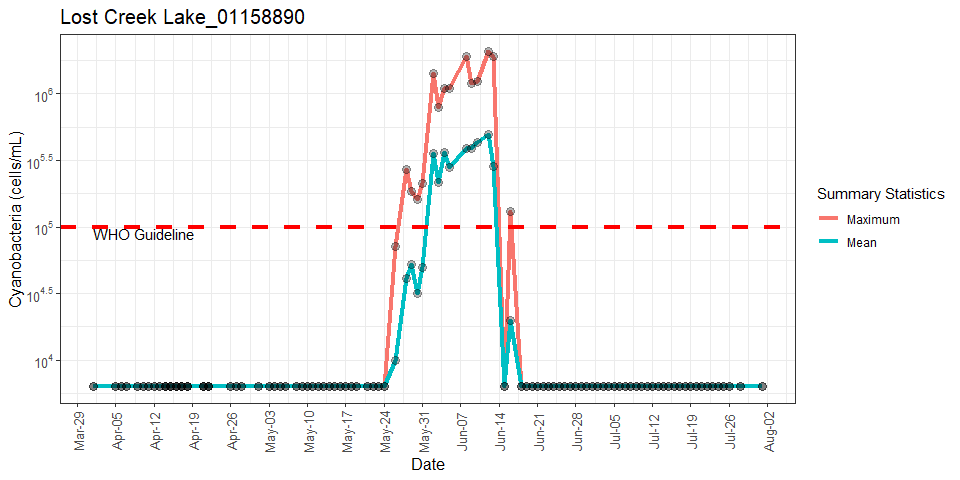 Lost Creek Lake_01158890
Cyanobacteria (cells/mL)
10^6
10^5.5
10^5
10^4.5
10^4
WHO Guideline
Mar-29
Apr-05
Apr-12
Apr-19
Apr-26
May-03
May-10
May-17
May-24
May-31
Jun-07
Jun-14
Jun-21
Jun-28
Jul-05
Jul-12
Jul-19
Jul-26
Aug-02
Date
Summary Statistics
Maximum
Mean